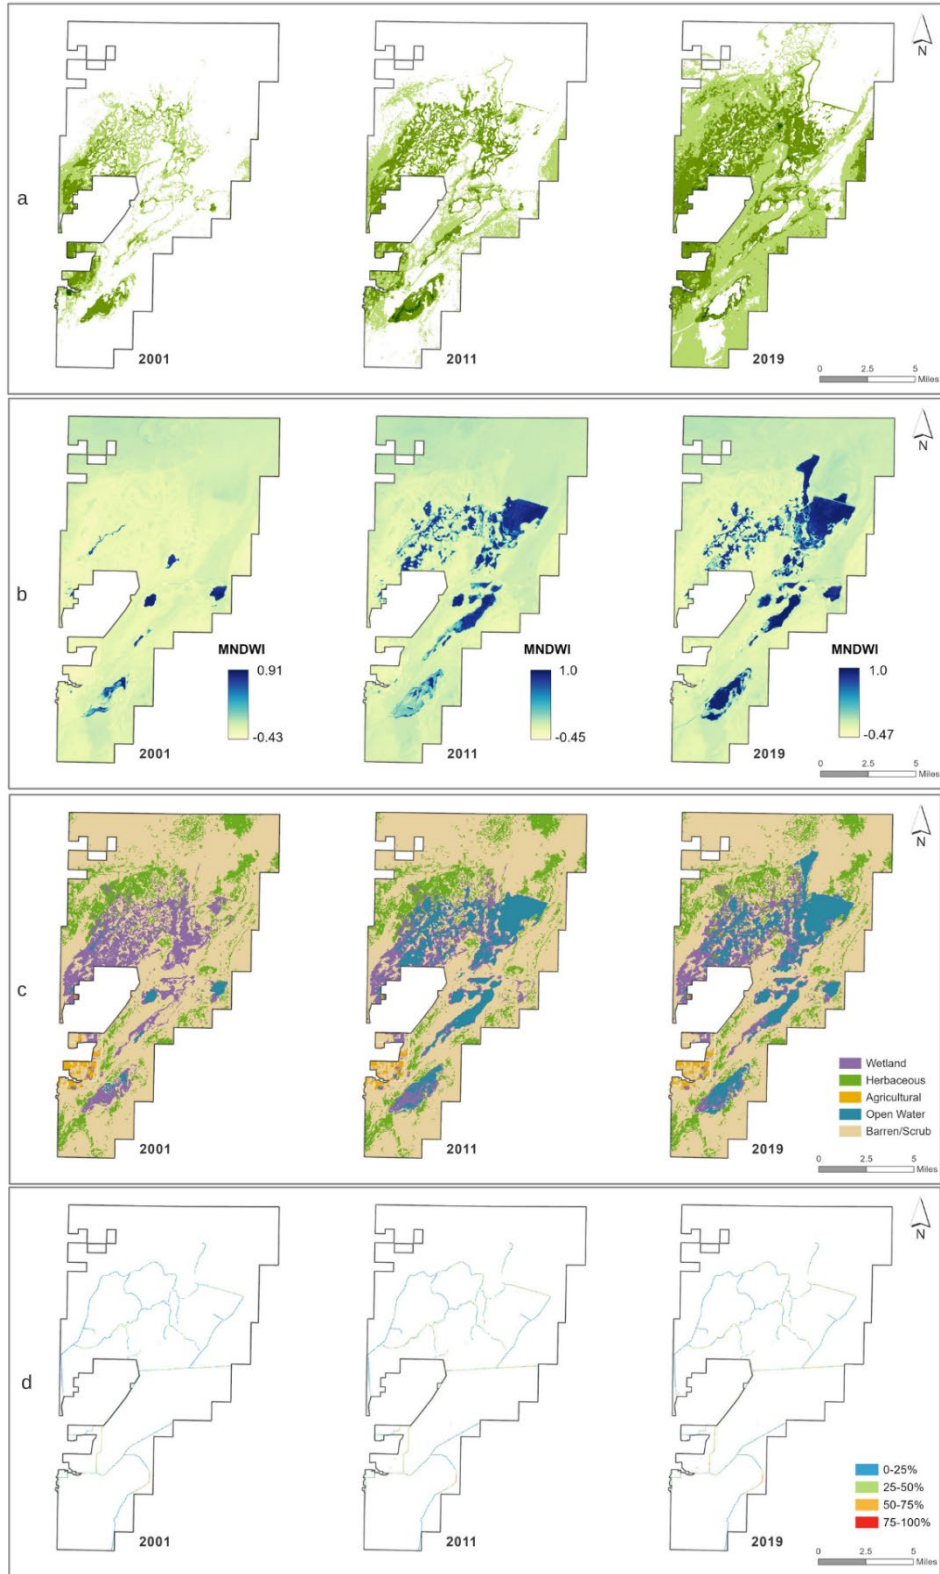 N
a
2001
2011
2019
0 2.5 5
Miles
N
b
MNDWI
0.91
-0.43
2001
MNDWI
1.0
-0.45
2011
MNDWI
1.0
-0.47
2019
0 2.5 5
Miles
N
c
Wetland
Herbaceous
Agricultural
Open Water
Barren/Scrub
2001
2011
2019
0 2.5 5
Miles
N
d
0-25%
25-50%
50-75%
75-100%
2001
2011
2019
0 2.5 5
Miles